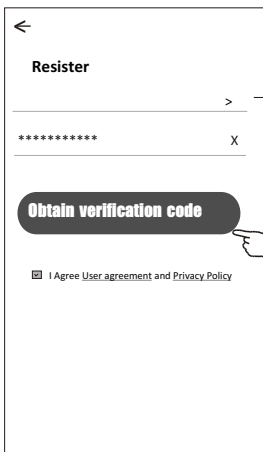 Resister
>
*********** X
Obtain verification code
I Agree User agreement and Privacy Policy